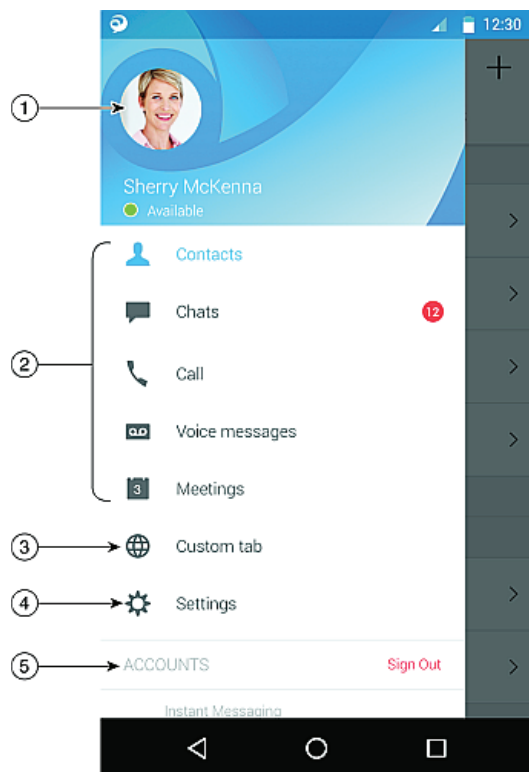 12:30
1
Sherry McKenna
Available
Contacts
2
Chats
12
Call
Voice messages
3
Meetings
3
Custom tab
4
Settings
5
ACCOUNTS
Sign Out
Instant Messaging